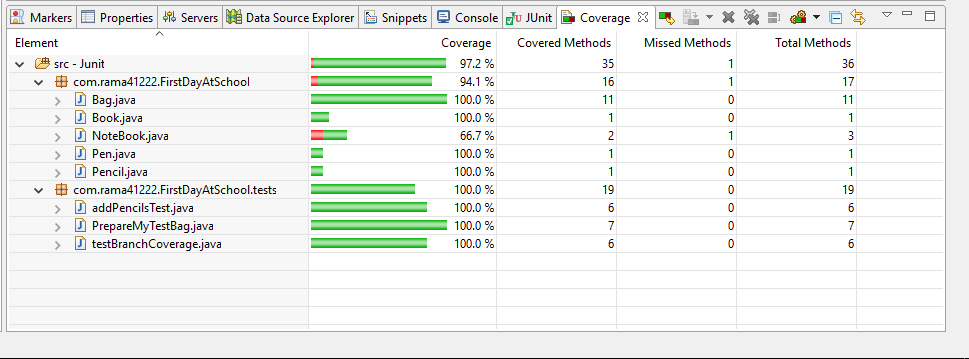 Markers Properties Servers Data Source Explorer Snippets Console JUnit Coverage
Element Coverage Covered Methods Missed Methods Total Methods
src - Junit 97.2 % 35 1 36
com.rama41222.FirstDayAtSchool 94.1 % 16 1 17
Bag.java 100.0 % 11 0 11
Book.java 100.0 % 1 0 1
NoteBook.java 66.7 % 2 1 3
Pen.java 100.0 % 1 0 1
Pencil.java 100.0 % 1 0 1
com.rama41222.FirstDayAtSchool.tests 100.0 % 19 0 19
addPencilsTest.java 100.0 % 6 0 6
PrepareMyTestBag.java 100.0 % 7 0 7
testBranchCoverage.java 100.0 % 6 0 6